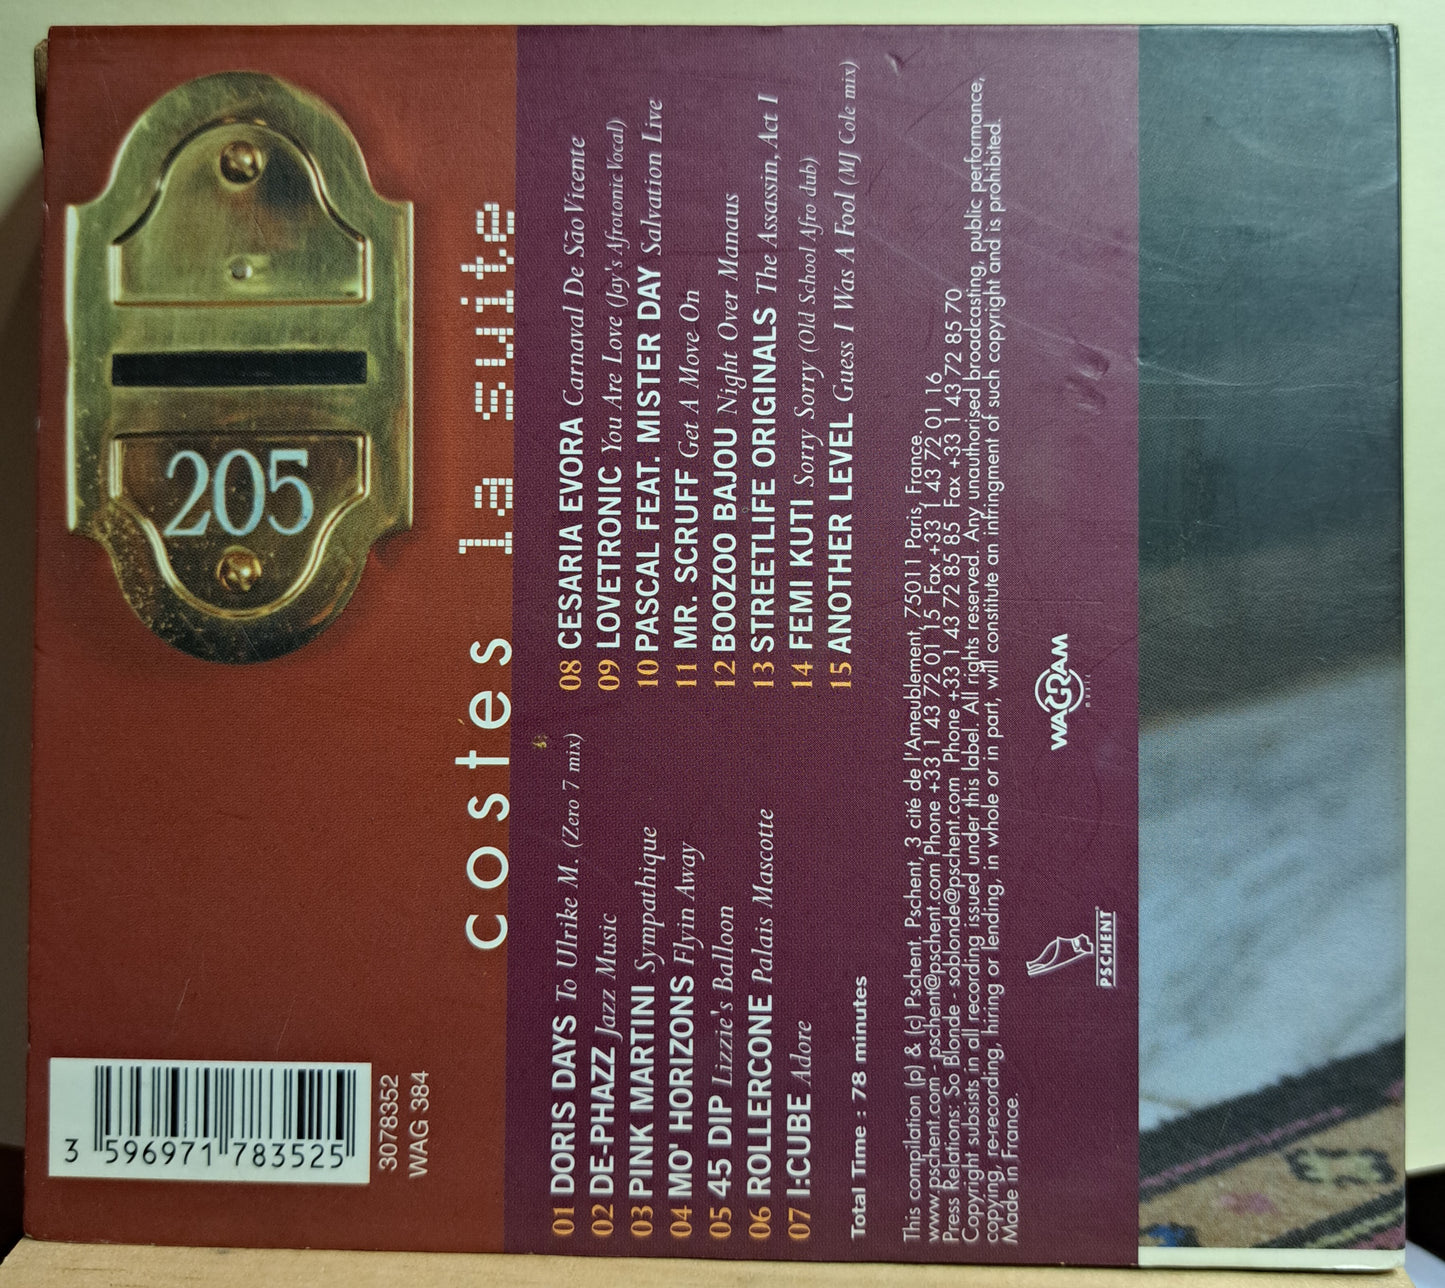 205
costes la suite
3 596971 783525
3078352
WAG 384
01 DORIS DAYS To Ulrike M. (Zero 7 mix)
02 DE-PHAZZ Jazz Music
03 PINK MARTINI Sympathique
04 MO' HORIZONS Flyin Away
05 45 DIP Lizzie's Balloon
06 ROLLERCONE Palais Mascotte
07 I:CUBE Adore
08 CESARIA EVORA Carnaval De São Vicente
09 LOVETRONIC You Are Love (Jay's Afrotonic Vocal)
10 PASCAL FEAT. MISTER DAY Salvation Live
11 MR. SCRUFF Get A Move On
12 BOOZOO BAJOU Night Over Manaus
13 STREETLIFE ORIGINALS The Assassin, Act I
14 FEMI KUTI Sorry Sorry (Old School Afro dub)
15 ANOTHER LEVEL Guess I Was A Fool (MJ Cole mix)
Total Time : 78 minutes
This compilation (p) & (c) Pschent. Pschent, 3 cité de l'Ameublement, 75011 Paris, France.
www.pschent.com - pschent@pschent.com Phone +33 1 43 72 01 15 Fax +33 1 43 72 01 16
Press Relations: So Blonde - soblonde@pschent.com Phone +33 1 43 72 85 85 Fax +33 1 43 72 85 70
Copyright subsists in all recording issued under this label. All rights reserved. Any unauthorised broadcasting, public performance,
copying, re-recording, hiring or lending, in whole or in part, will constitute an infringment of such copyright and is prohibited.
Made in France.
PSCHENT
WAGRAM